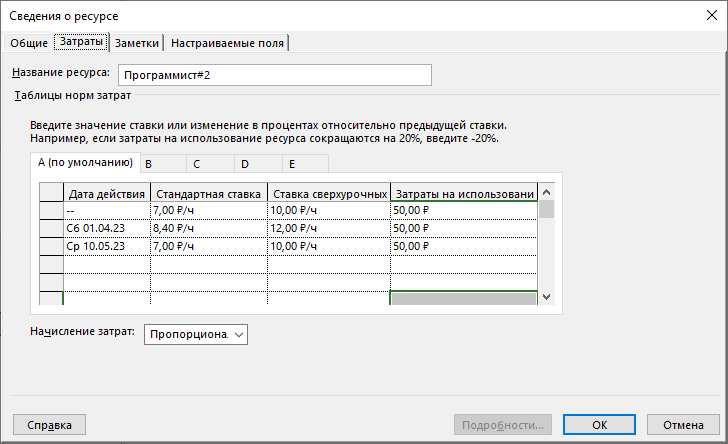 Сведения о ресурсе
Общие Затраты Заметки Настраиваемые поля
Название ресурса: Программист#2
Таблицы норм затрат
Введите значение ставки или изменение в процентах относительно предыдущей ставки.
Например, если затраты на использование ресурса сокращаются на 20%, введите -20%.
A (по умолчанию) B C D E
Дата действия Стандартная ставка Ставка сверхурочных Затраты на использовани
-- 7,00 ₽/ч 10,00 ₽/ч 50,00 ₽
Сб 01.04.23 8,40 ₽/ч 12,00 ₽/ч 50,00 ₽
Ср 10.05.23 7,00 ₽/ч 10,00 ₽/ч 50,00 ₽
Начисление затрат: Пропорциона.
Справка Подробности... ОК Отмена